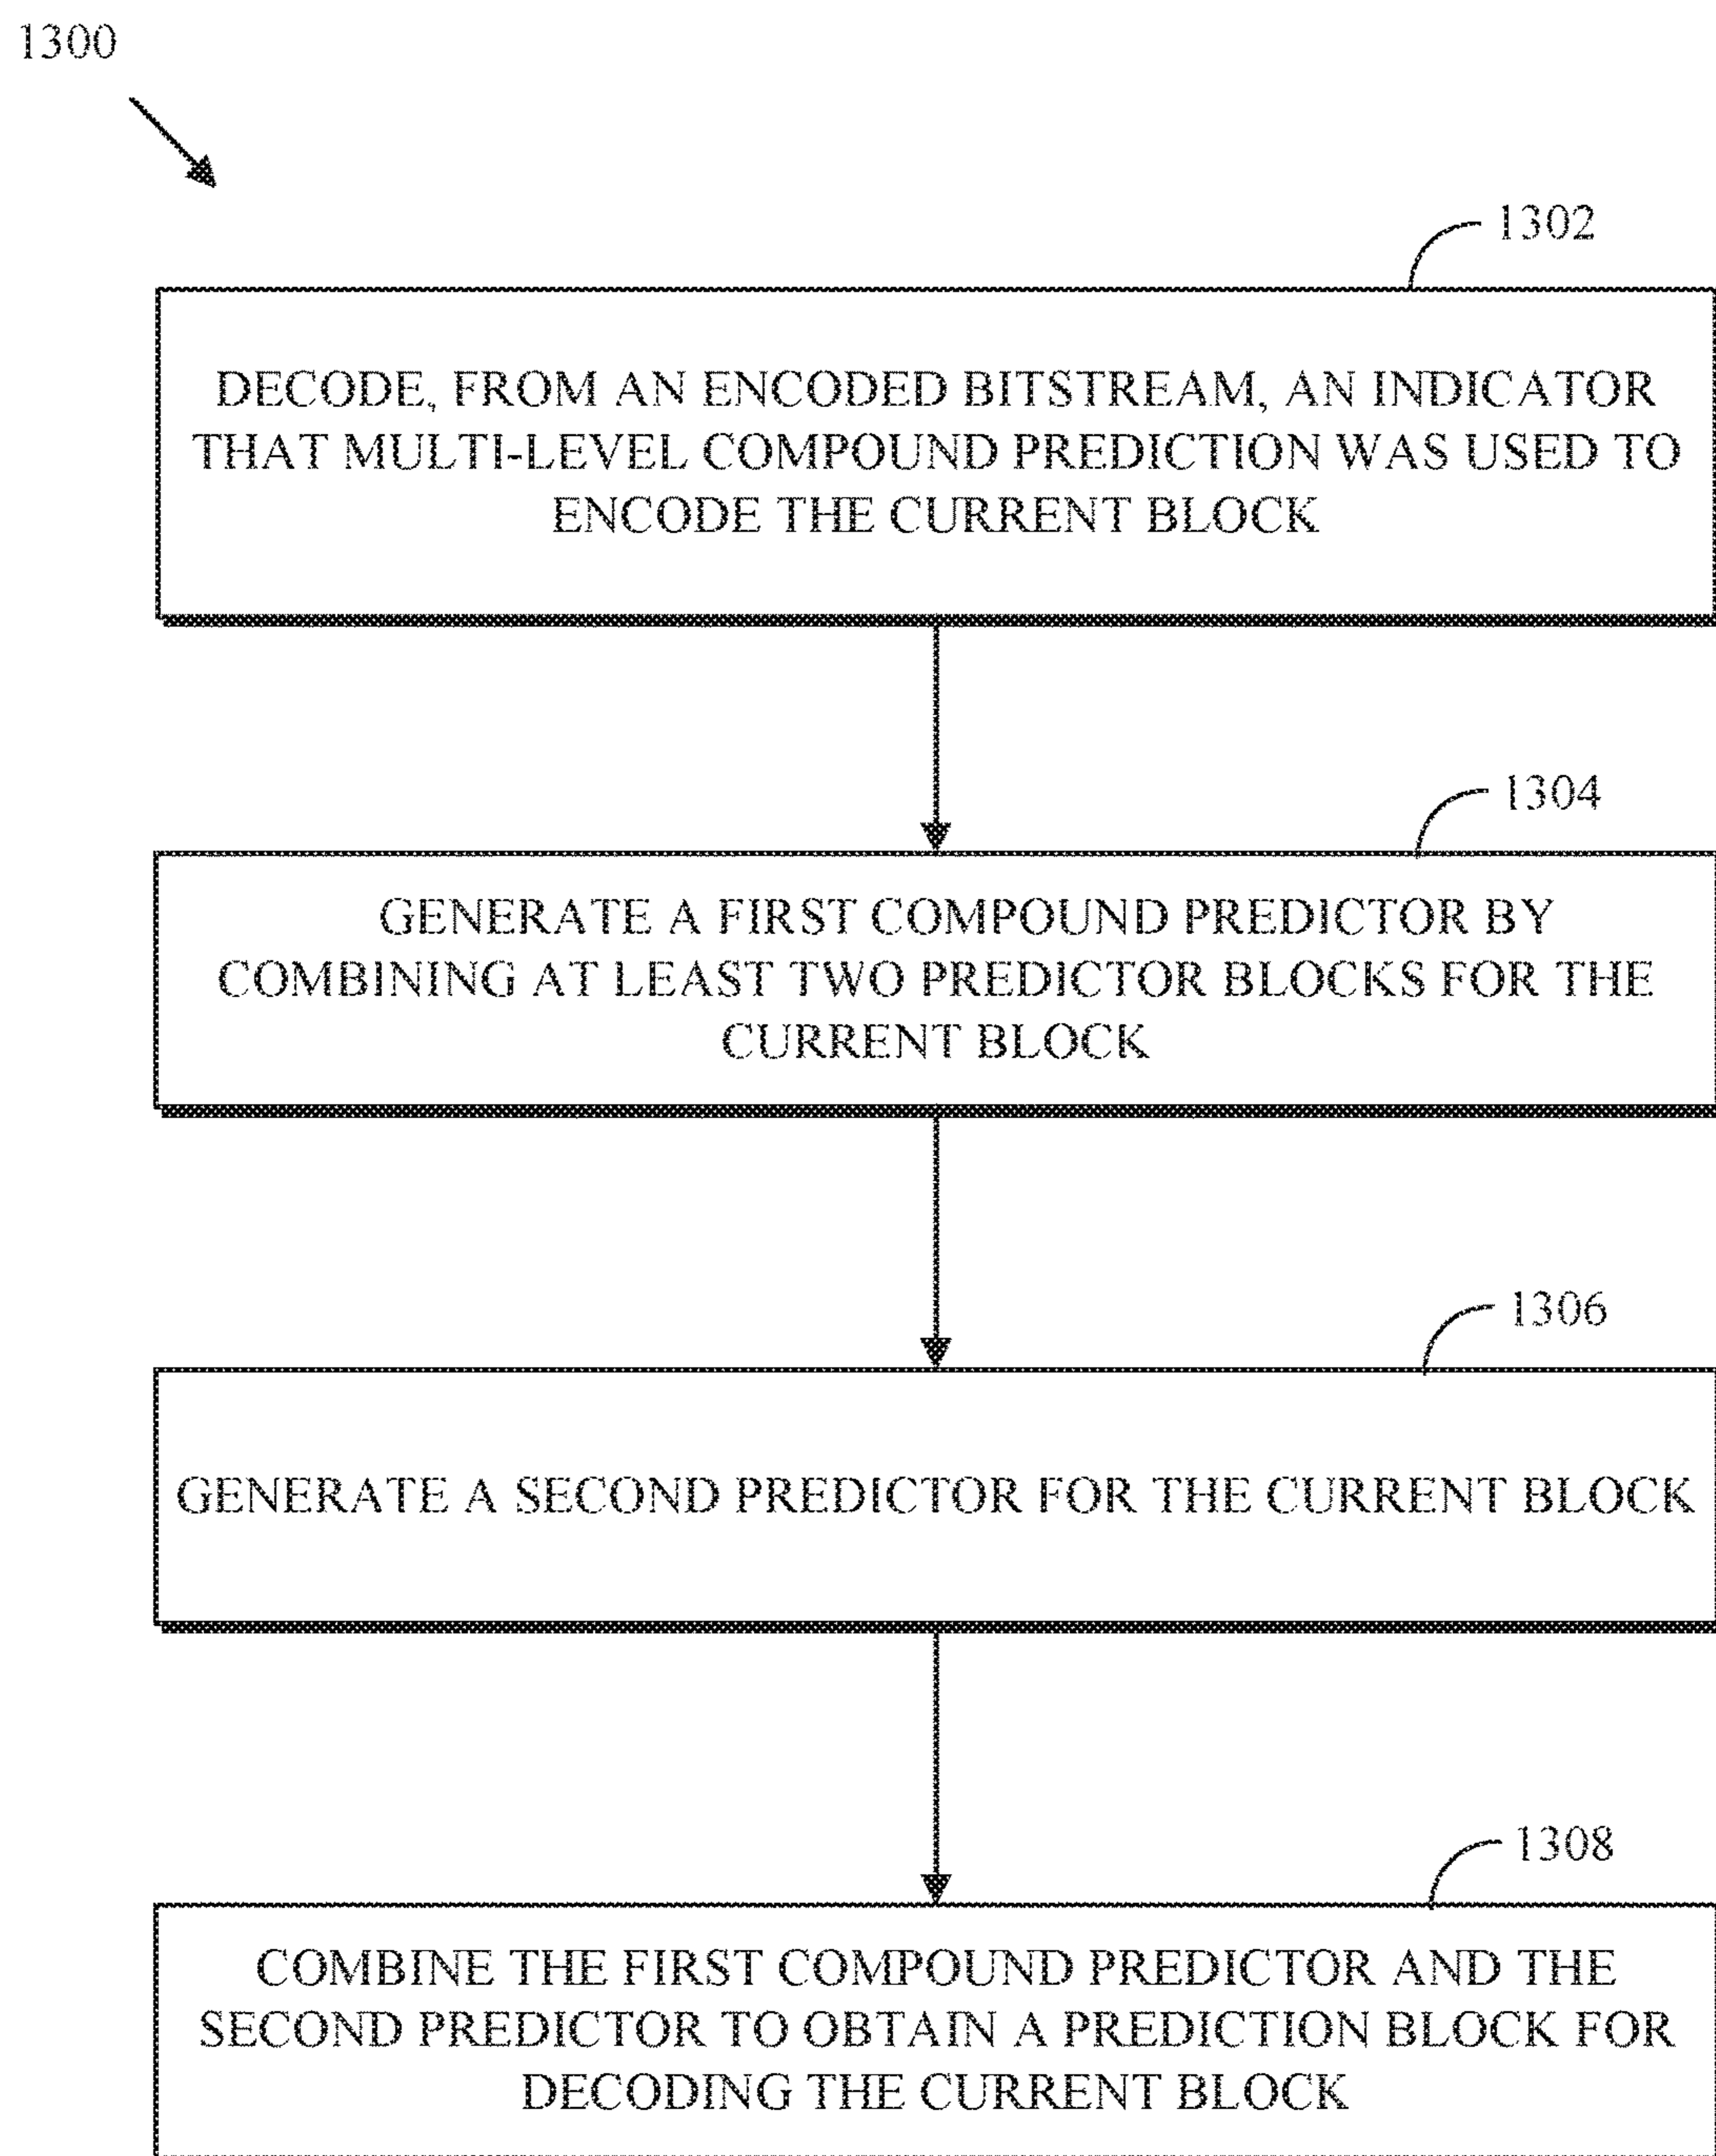 1300
1302
DECODE, FROM AN ENCODED BITSTREAM, AN INDICATOR
THAT MULTI-LEVEL COMPOUND PREDICTION WAS USED TO
ENCODE THE CURRENT BLOCK
1304
GENERATE A FIRST COMPOUND PREDICTOR BY
COMBINING AT LEAST TWO PREDICTOR BLOCKS FOR THE
CURRENT BLOCK
1306
GENERATE A SECOND PREDICTOR FOR THE CURRENT BLOCK
1308
COMBINE THE FIRST COMPOUND PREDICTOR AND THE
SECOND PREDICTOR TO OBTAIN A PREDICTION BLOCK FOR
DECODING THE CURRENT BLOCK